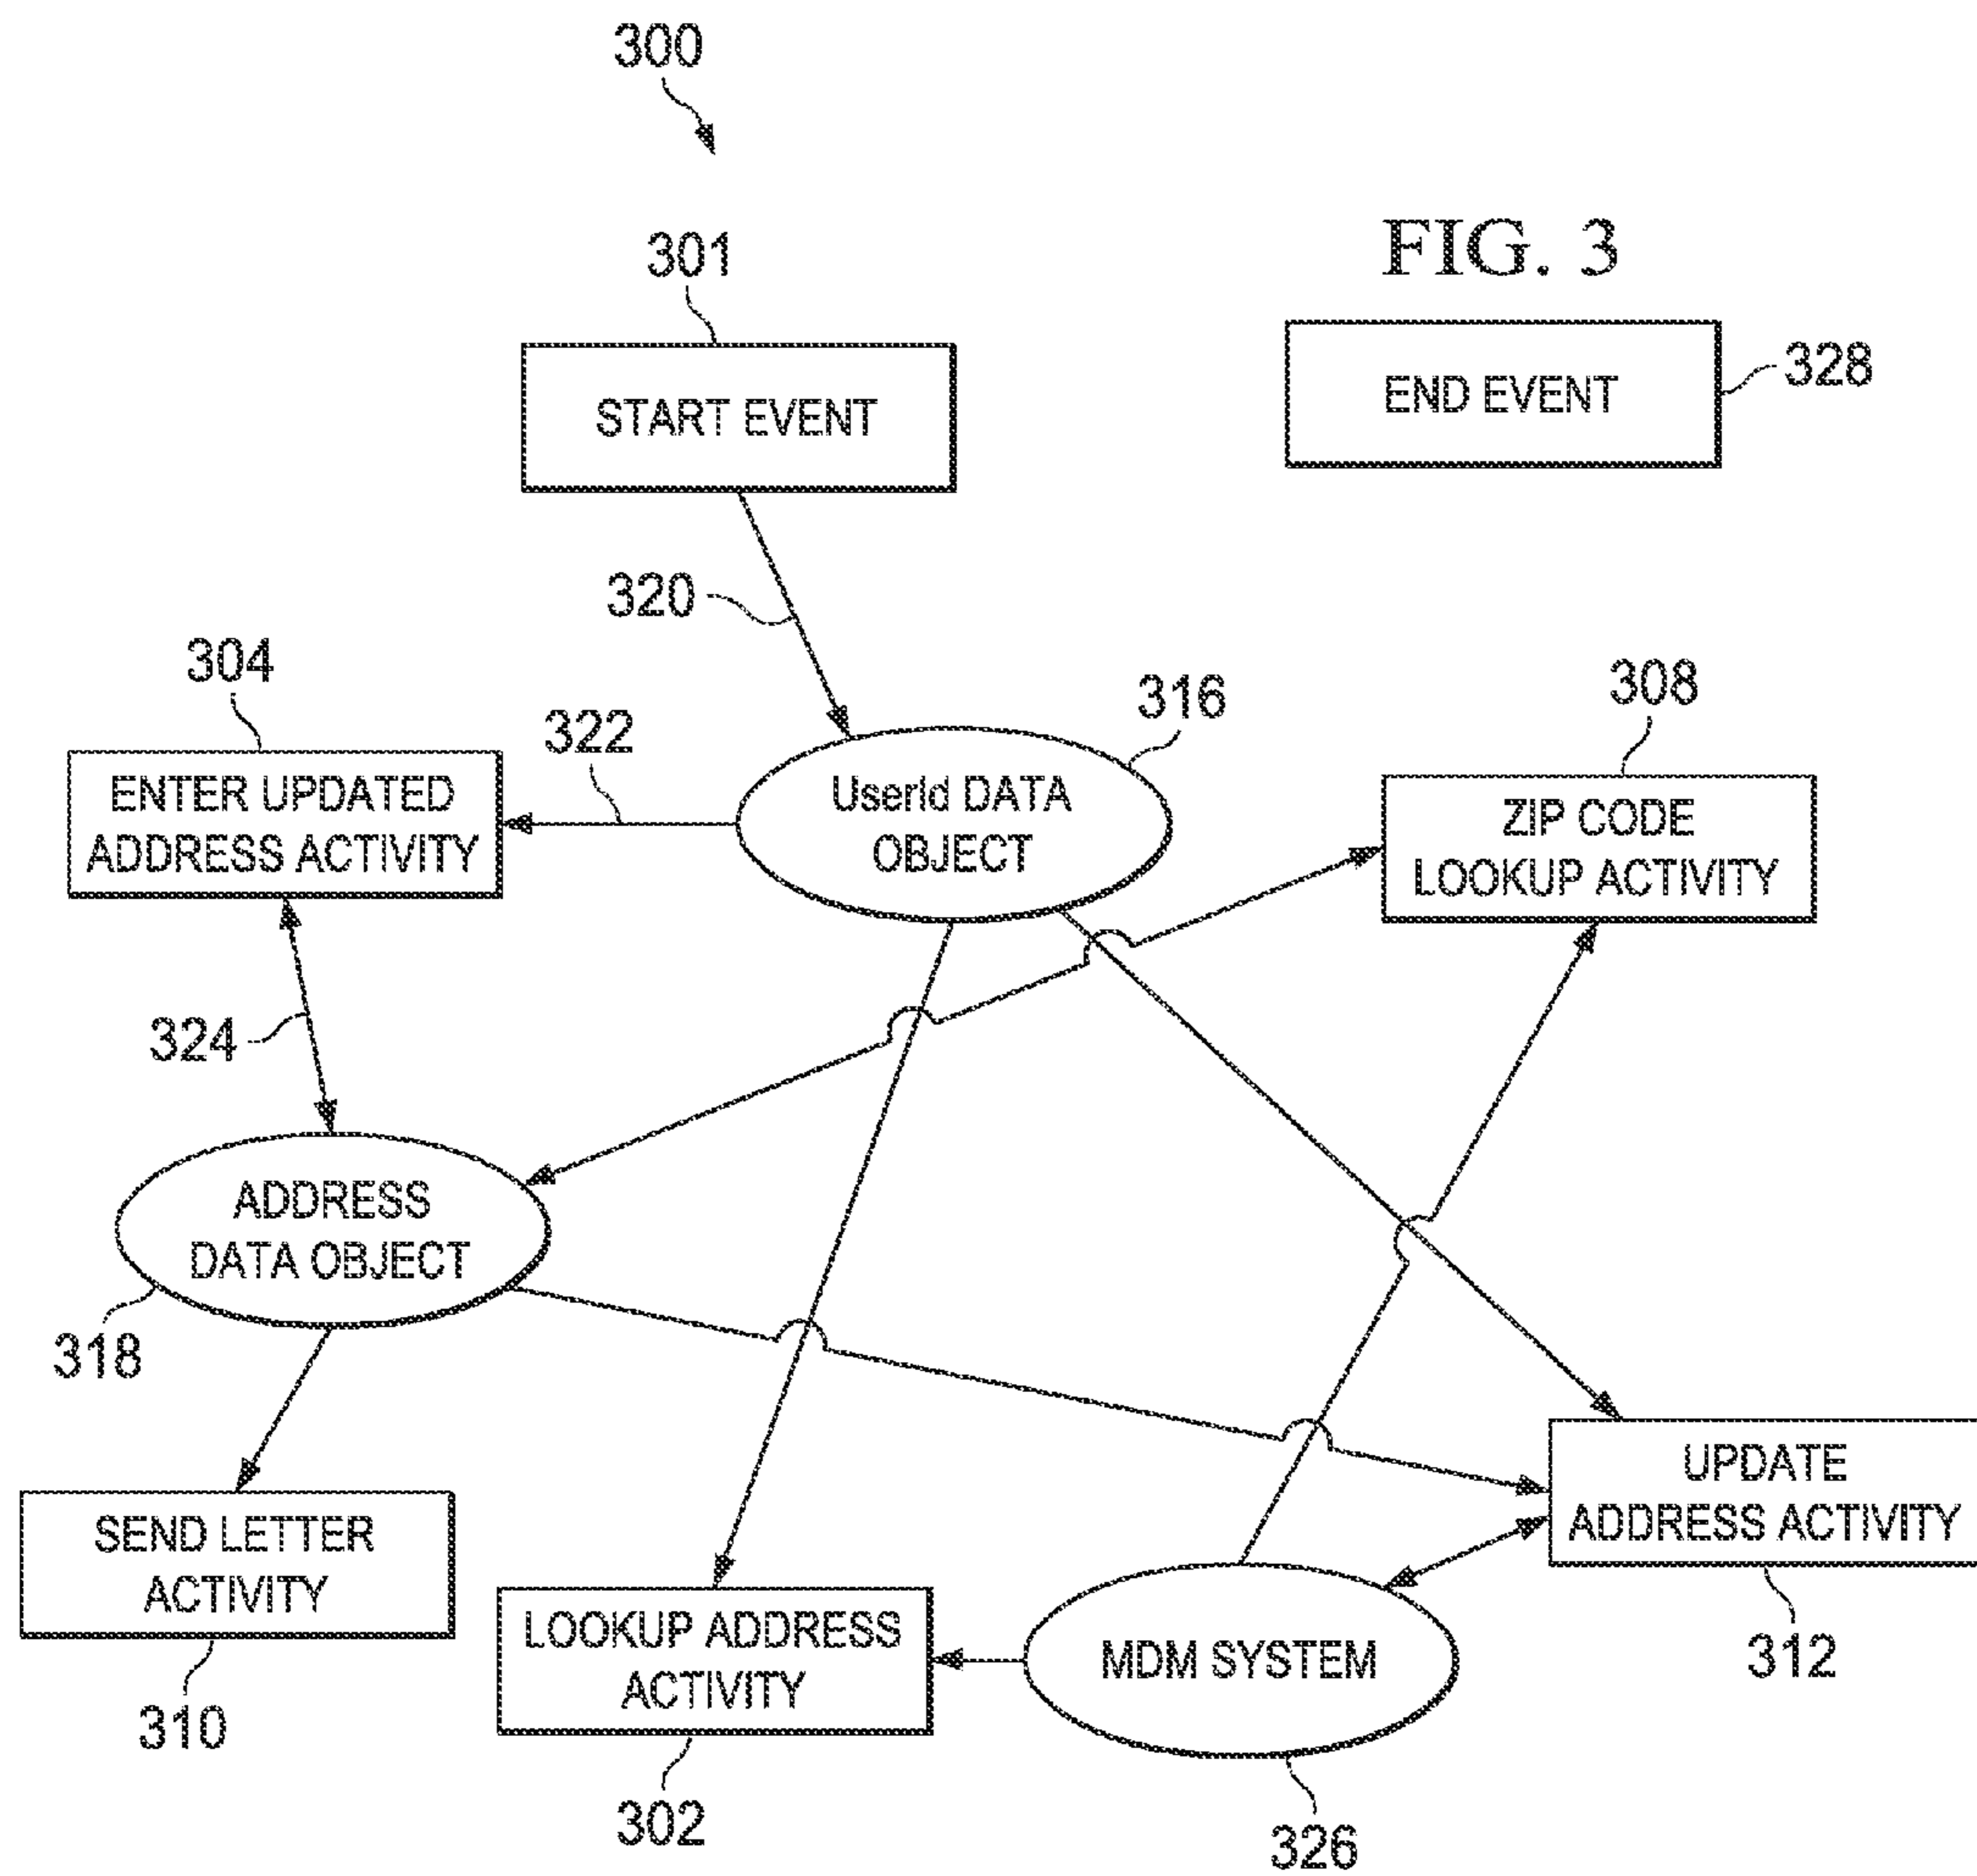 300
FIG. 3
301
START EVENT
END EVENT
328
320
304
322
316
308
ENTER UPDATED
ADDRESS ACTIVITY
UserId DATA
OBJECT
ZIP CODE
LOOKUP ACTIVITY
324
ADDRESS
DATA OBJECT
318
SEND LETTER
ACTIVITY
310
LOOKUP ADDRESS
ACTIVITY
302
MDM SYSTEM
326
UPDATE
ADDRESS ACTIVITY
312